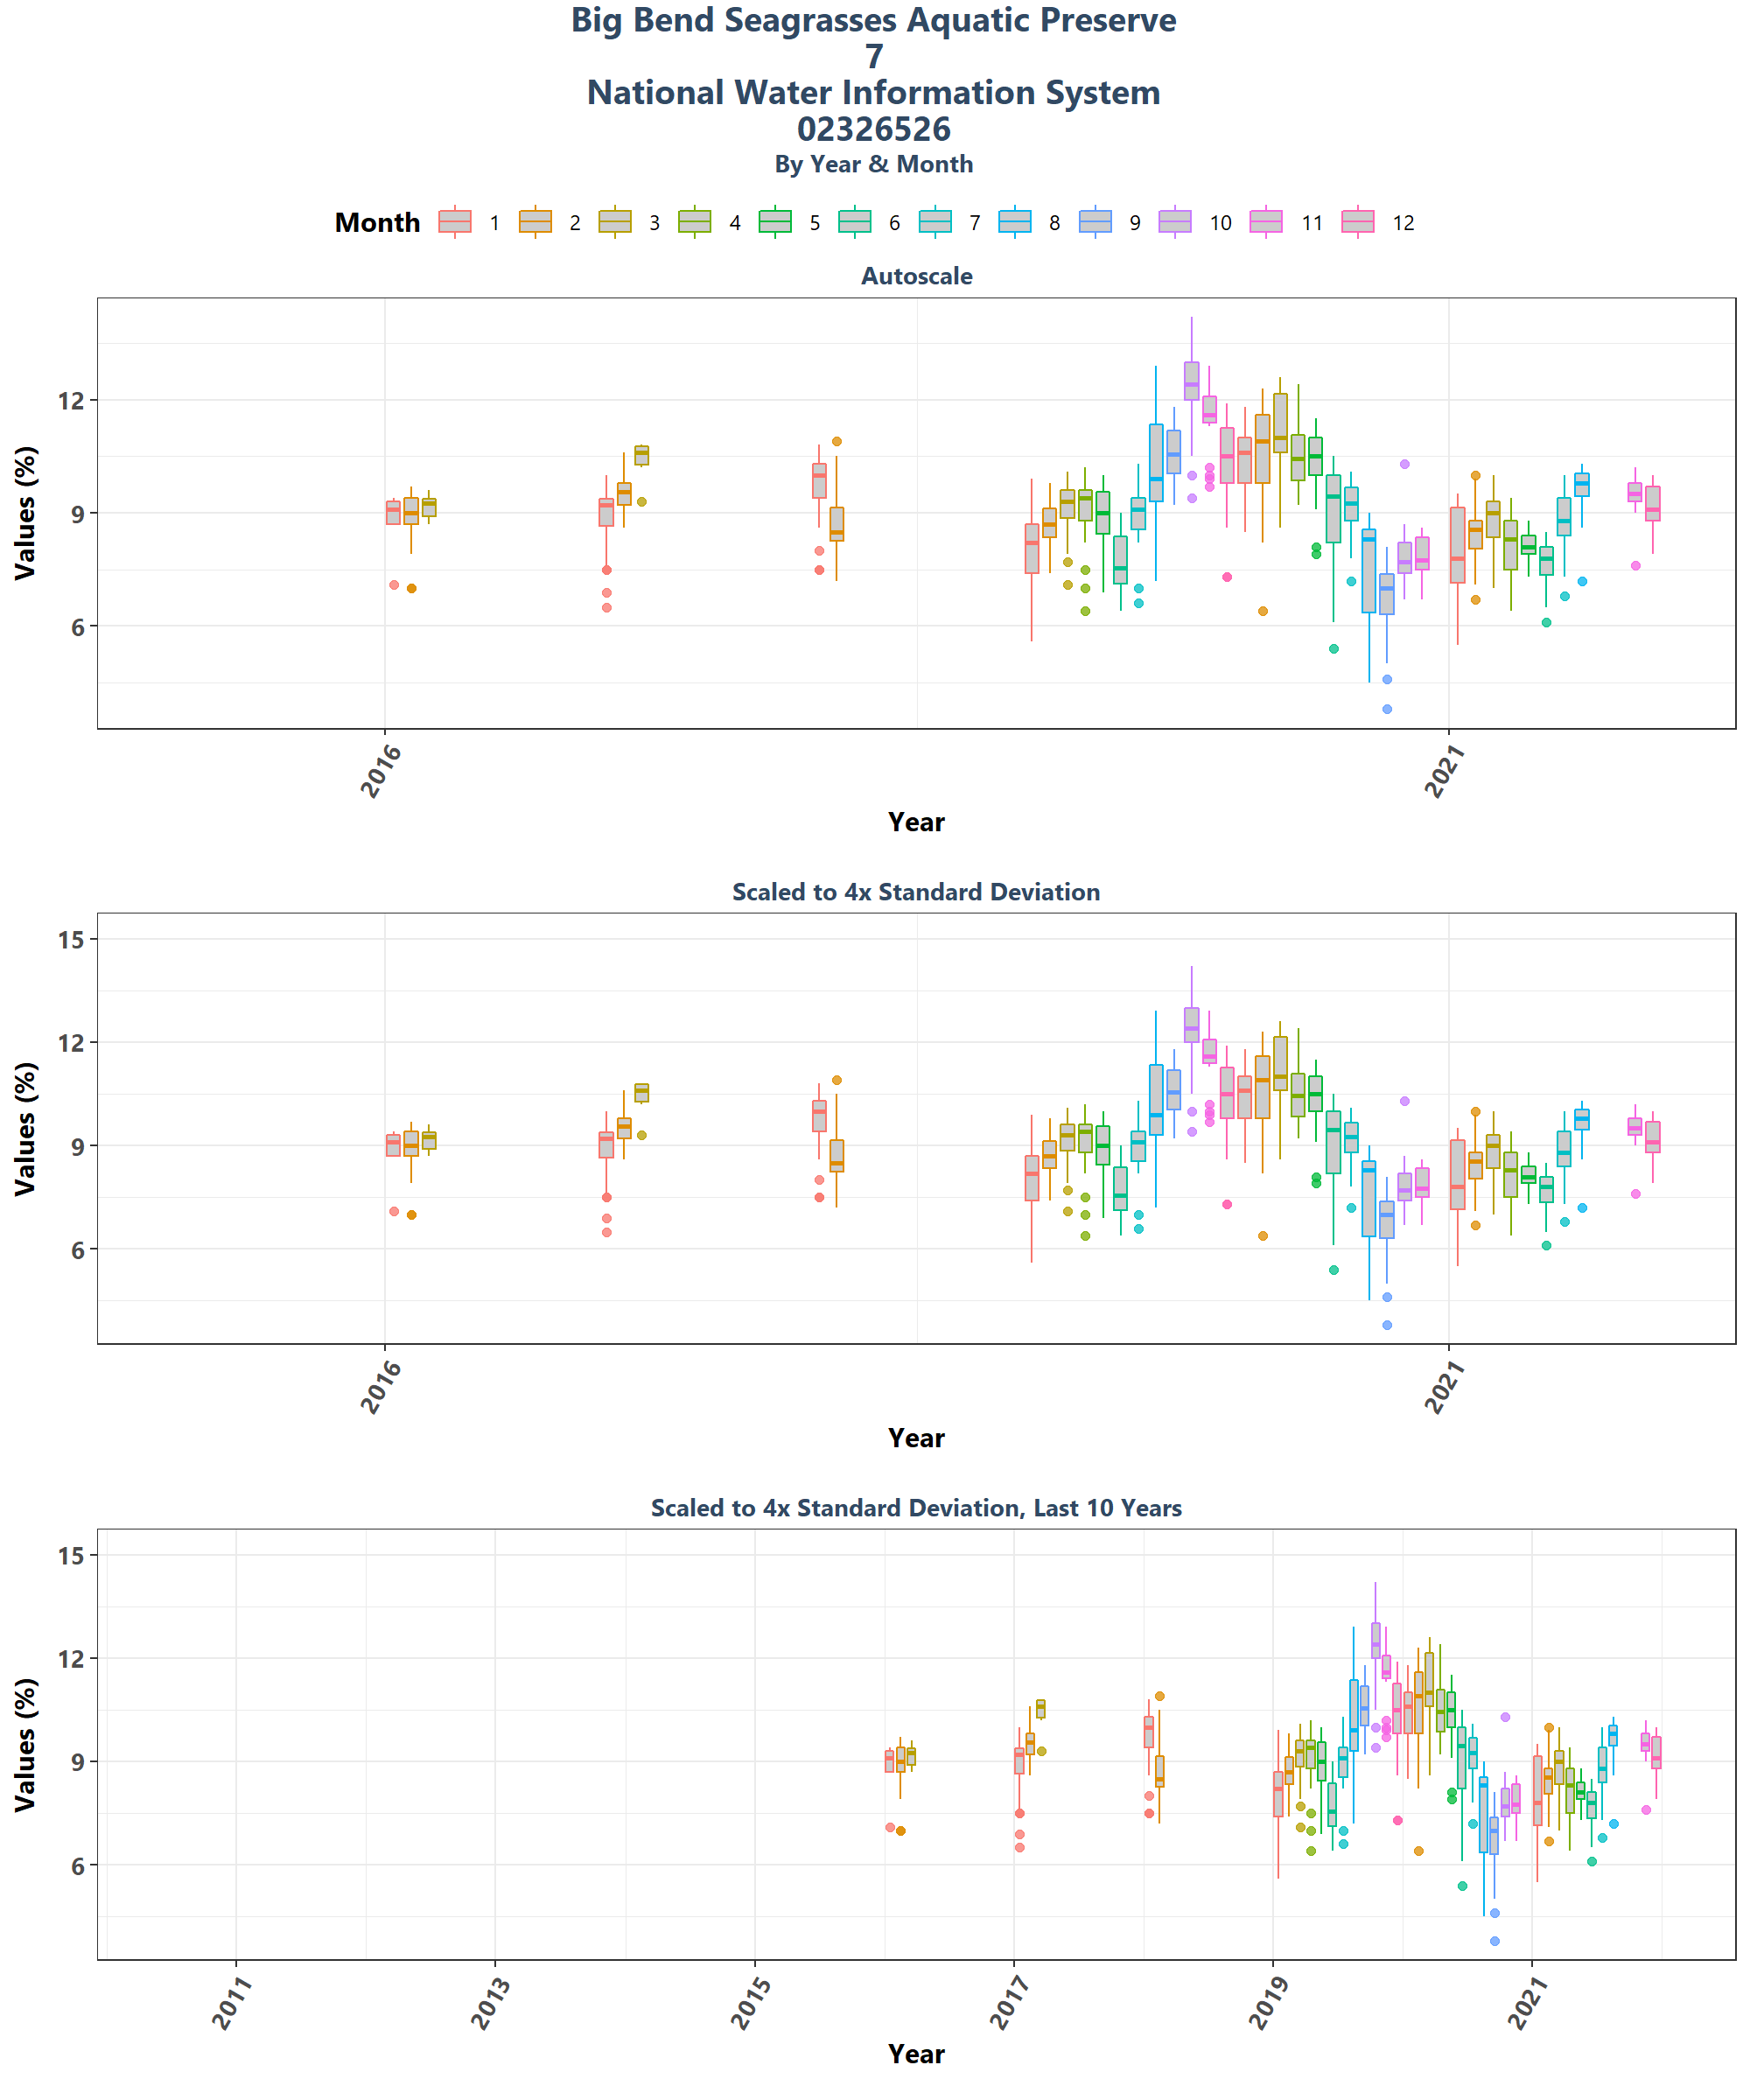 Big Bend Seagrasses Aquatic Preserve
7
National Water Information System
02326526
By Year & Month
Month 1 2 3 4 5 6 7 8 9 10 11 12
Autoscale
Values (%)
12
9
6
2016 2021
Year
Scaled to 4x Standard Deviation
Values (%)
15
12
9
6
2016 2021
Year
Scaled to 4x Standard Deviation, Last 10 Years
Values (%)
15
12
9
6
2011 2013 2015 2017 2019 2021
Year